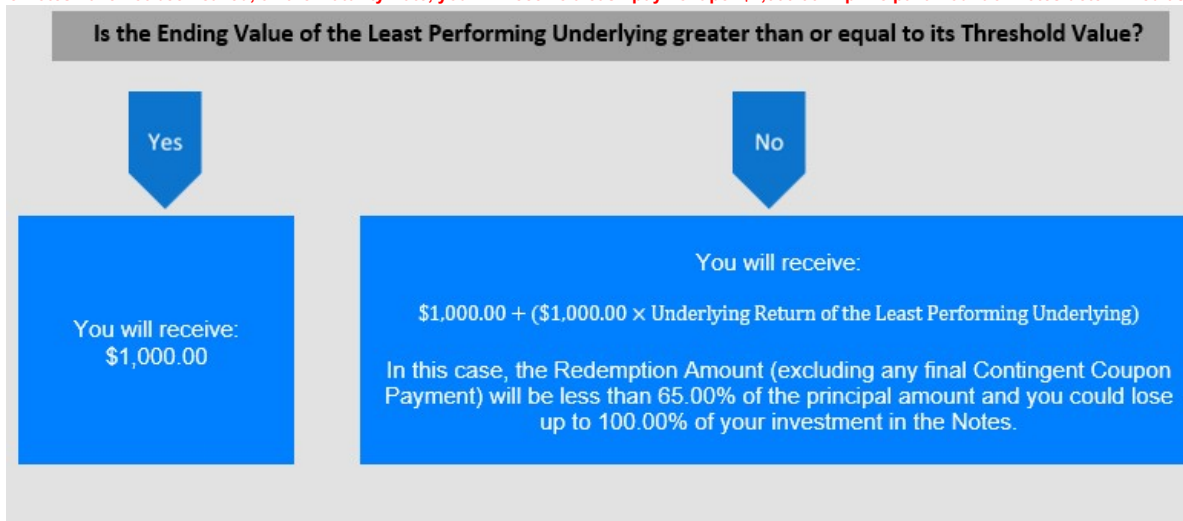 Is the Ending Value of the Least Performing Underlying greater than or equal to its Threshold Value?
Yes
No
You will receive:
$1,000.00
You will receive:
$1,000.00 + ($1,000.00 × Underlying Return of the Least Performing Underlying)
In this case, the Redemption Amount (excluding any final Contingent Coupon
Payment) will be less than 65.00% of the principal amount and you could lose
up to 100.00% of your investment in the Notes.